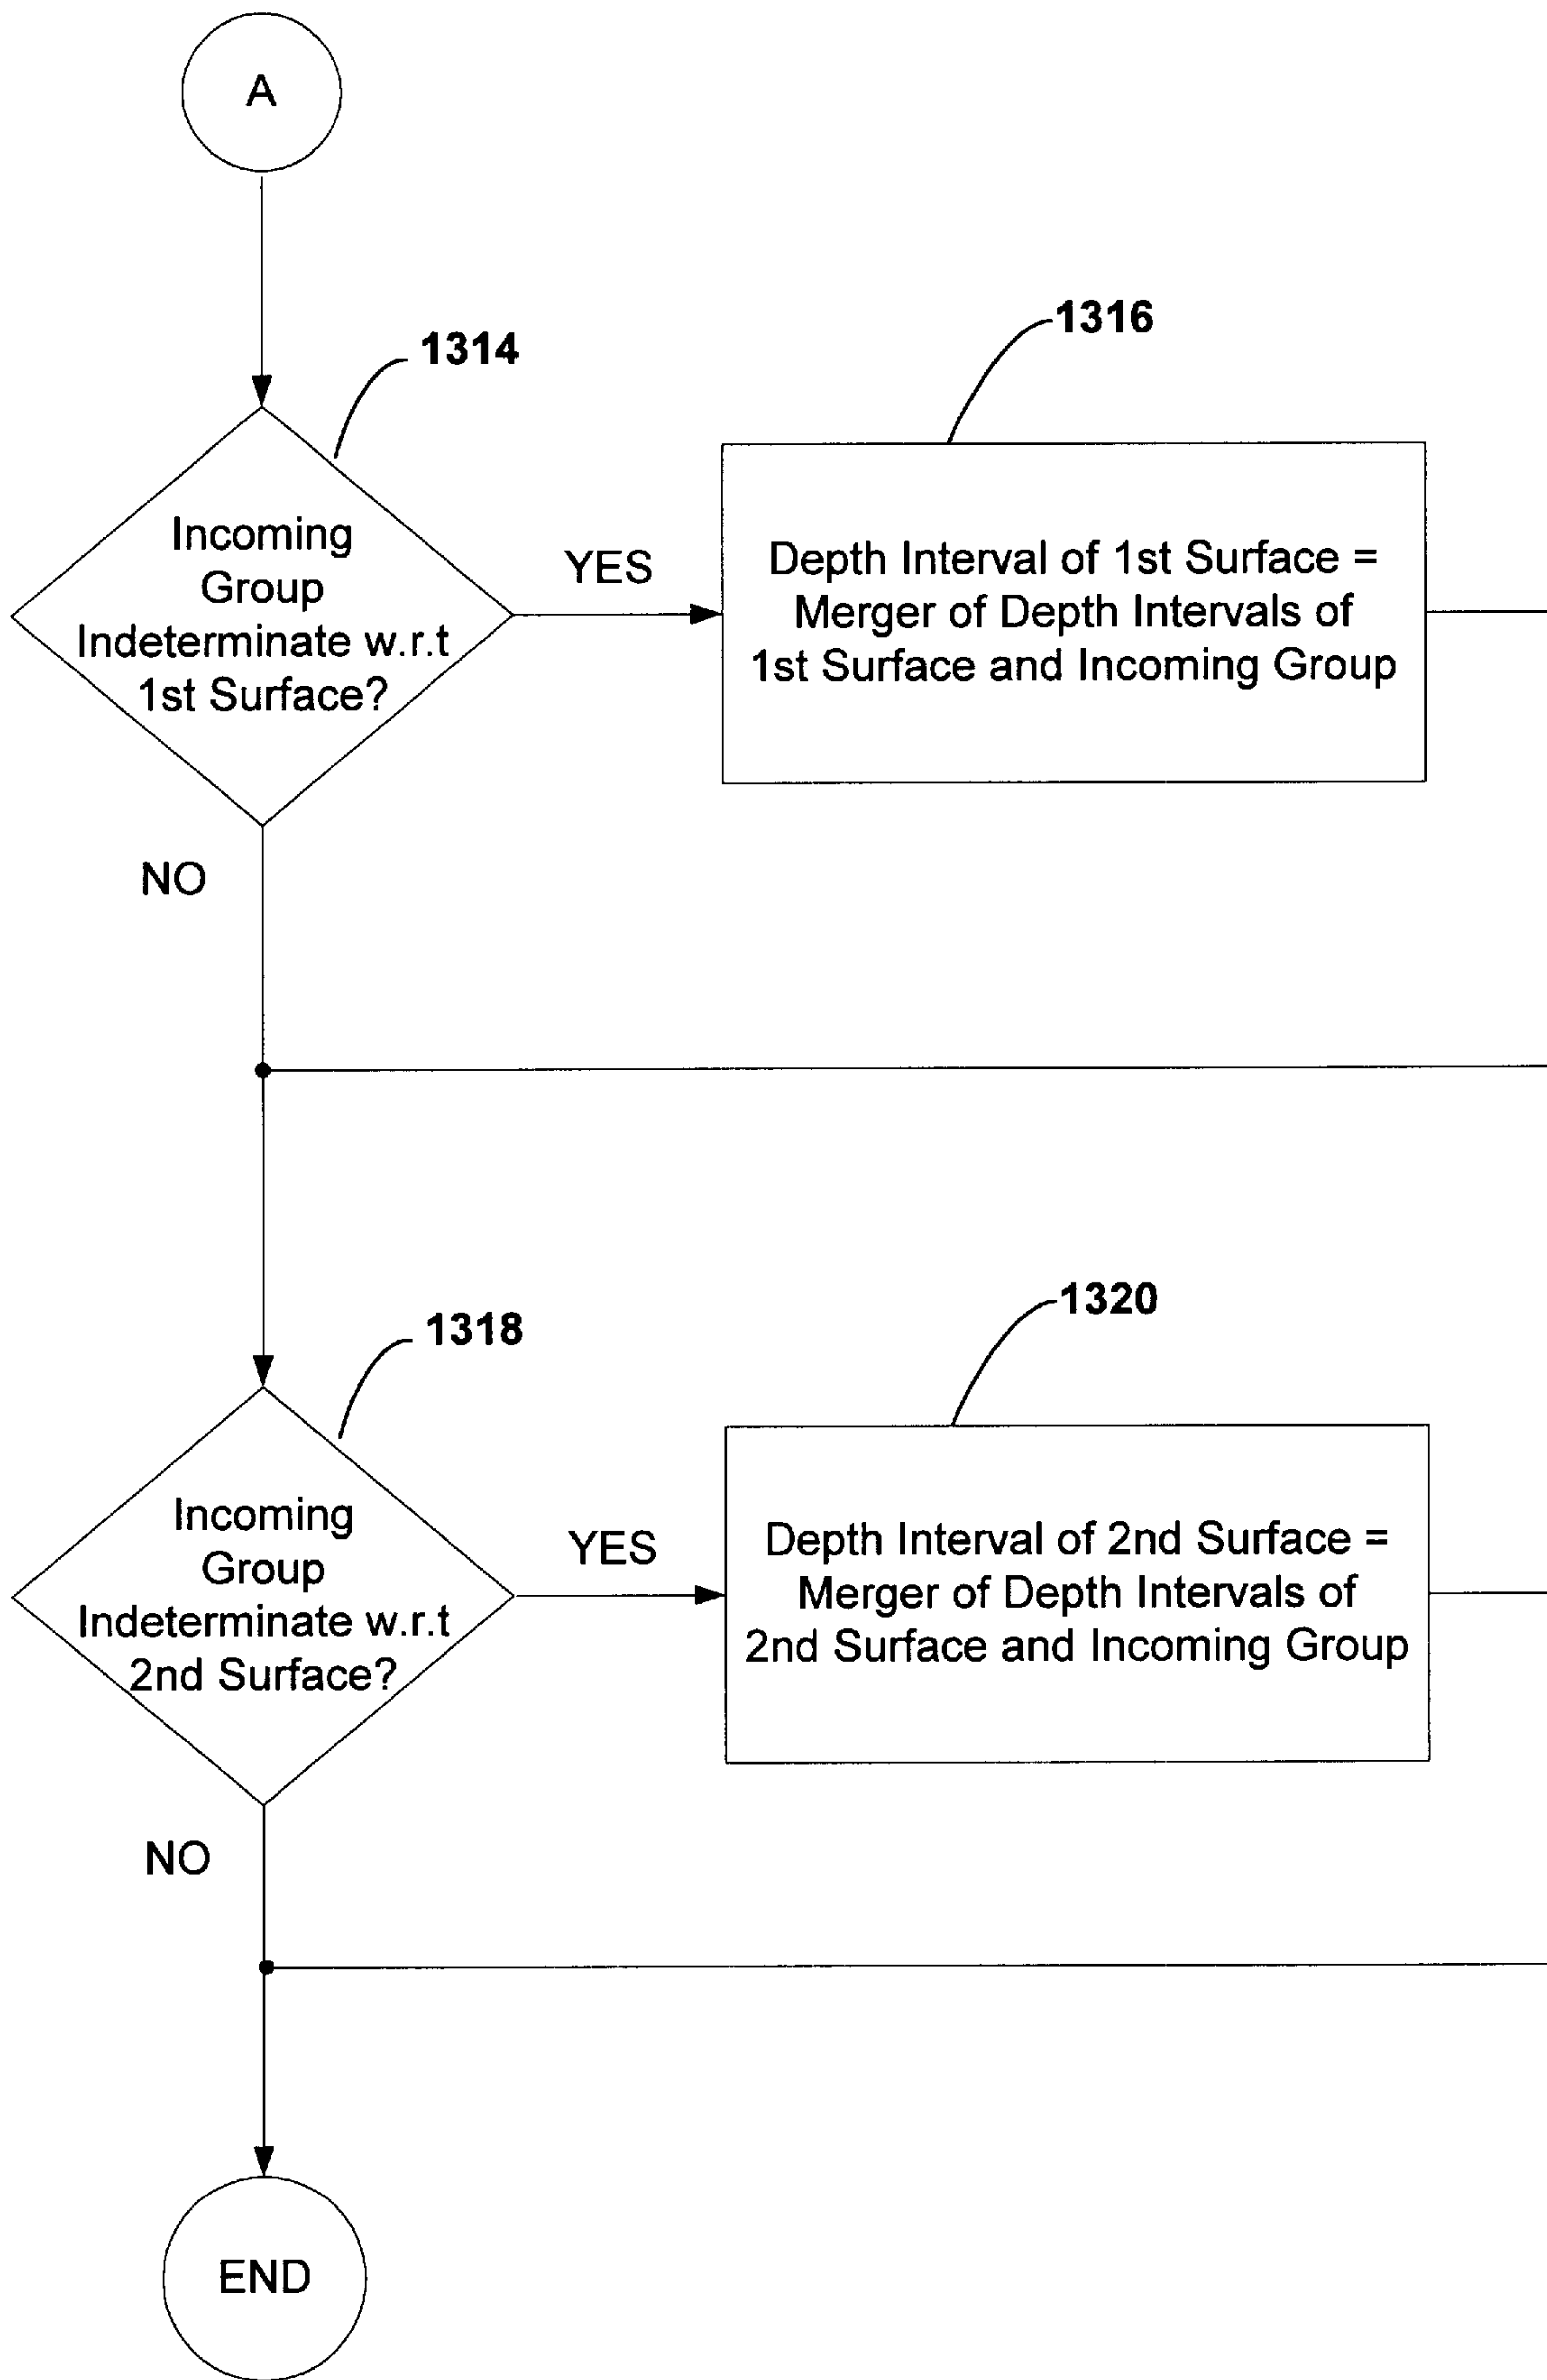 A
1314
1316
Incoming
Group
Indeterminate w.r.t
1st Surface?
YES
Depth Interval of 1st Surface =
Merger of Depth Intervals of
1st Surface and Incoming Group
NO
1318
1320
Incoming
Group
Indeterminate w.r.t
2nd Surface?
YES
Depth Interval of 2nd Surface =
Merger of Depth Intervals of
2nd Surface and Incoming Group
NO
END